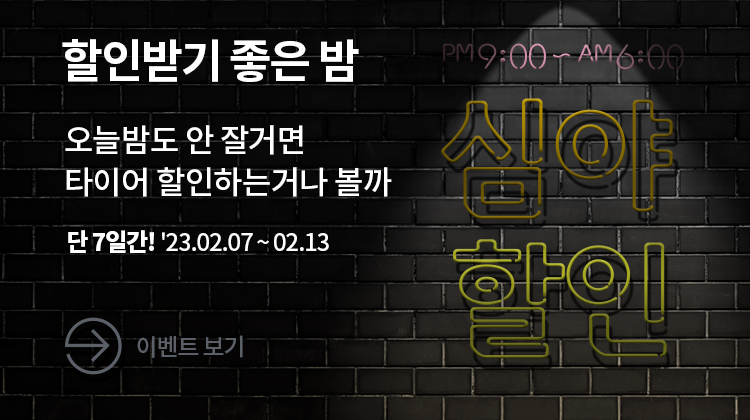 할인받기 좋은 밤
PM 9:00 ~ AM 6:00
오늘밤도 안 잘거면
타이어 할인하는거나 볼까
심야
할인
단 7일간! '23.02.07 ~ 02.13
이벤트 보기